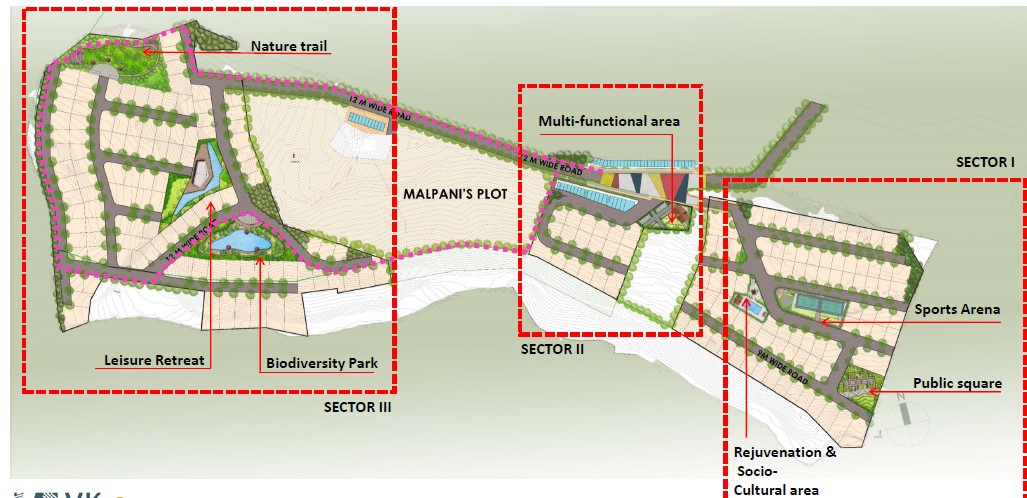 Nature trail
12 M WIDE ROAD
Multi-functional area
12 M WIDE ROAD
SECTOR I
MALPANI'S PLOT
12 M WIDE ROAD
Sports Arena
SECTOR II
Leisure Retreat
Biodiversity Park
9M WIDE ROAD
Public square
SECTOR III
N
Rejuvenation &
Socio-
Cultural area